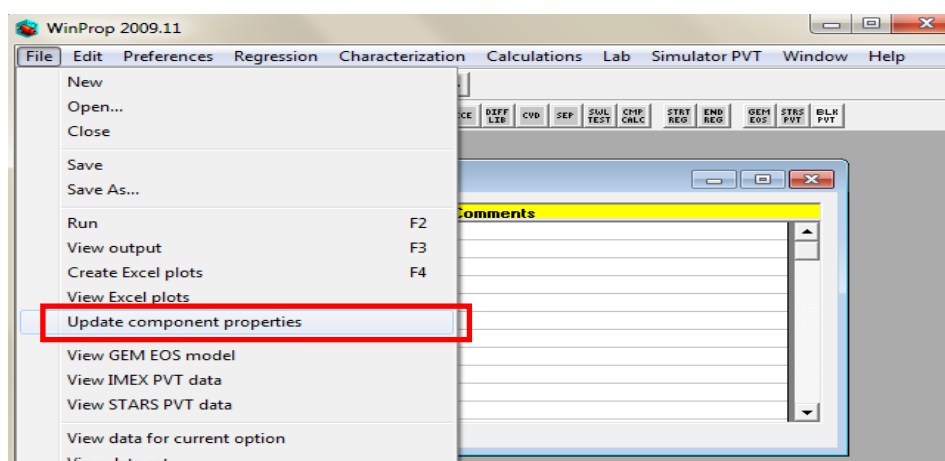 WinProp 2009.11
File Edit Preferences Regression Characterization Calculations Lab Simulator PVT Window Help
New
Open...
DIFF LIB CVD SEP SWL TEST CMP CALC STRT REG END REG GEM EOS STRS PVT BLK PVT
Close
Save
Save As...
Comments
Run F2
View output F3
Create Excel plots F4
View Excel plots
Update component properties
View GEM EOS model
View IMEX PVT data
View STARS PVT data
View data for current option